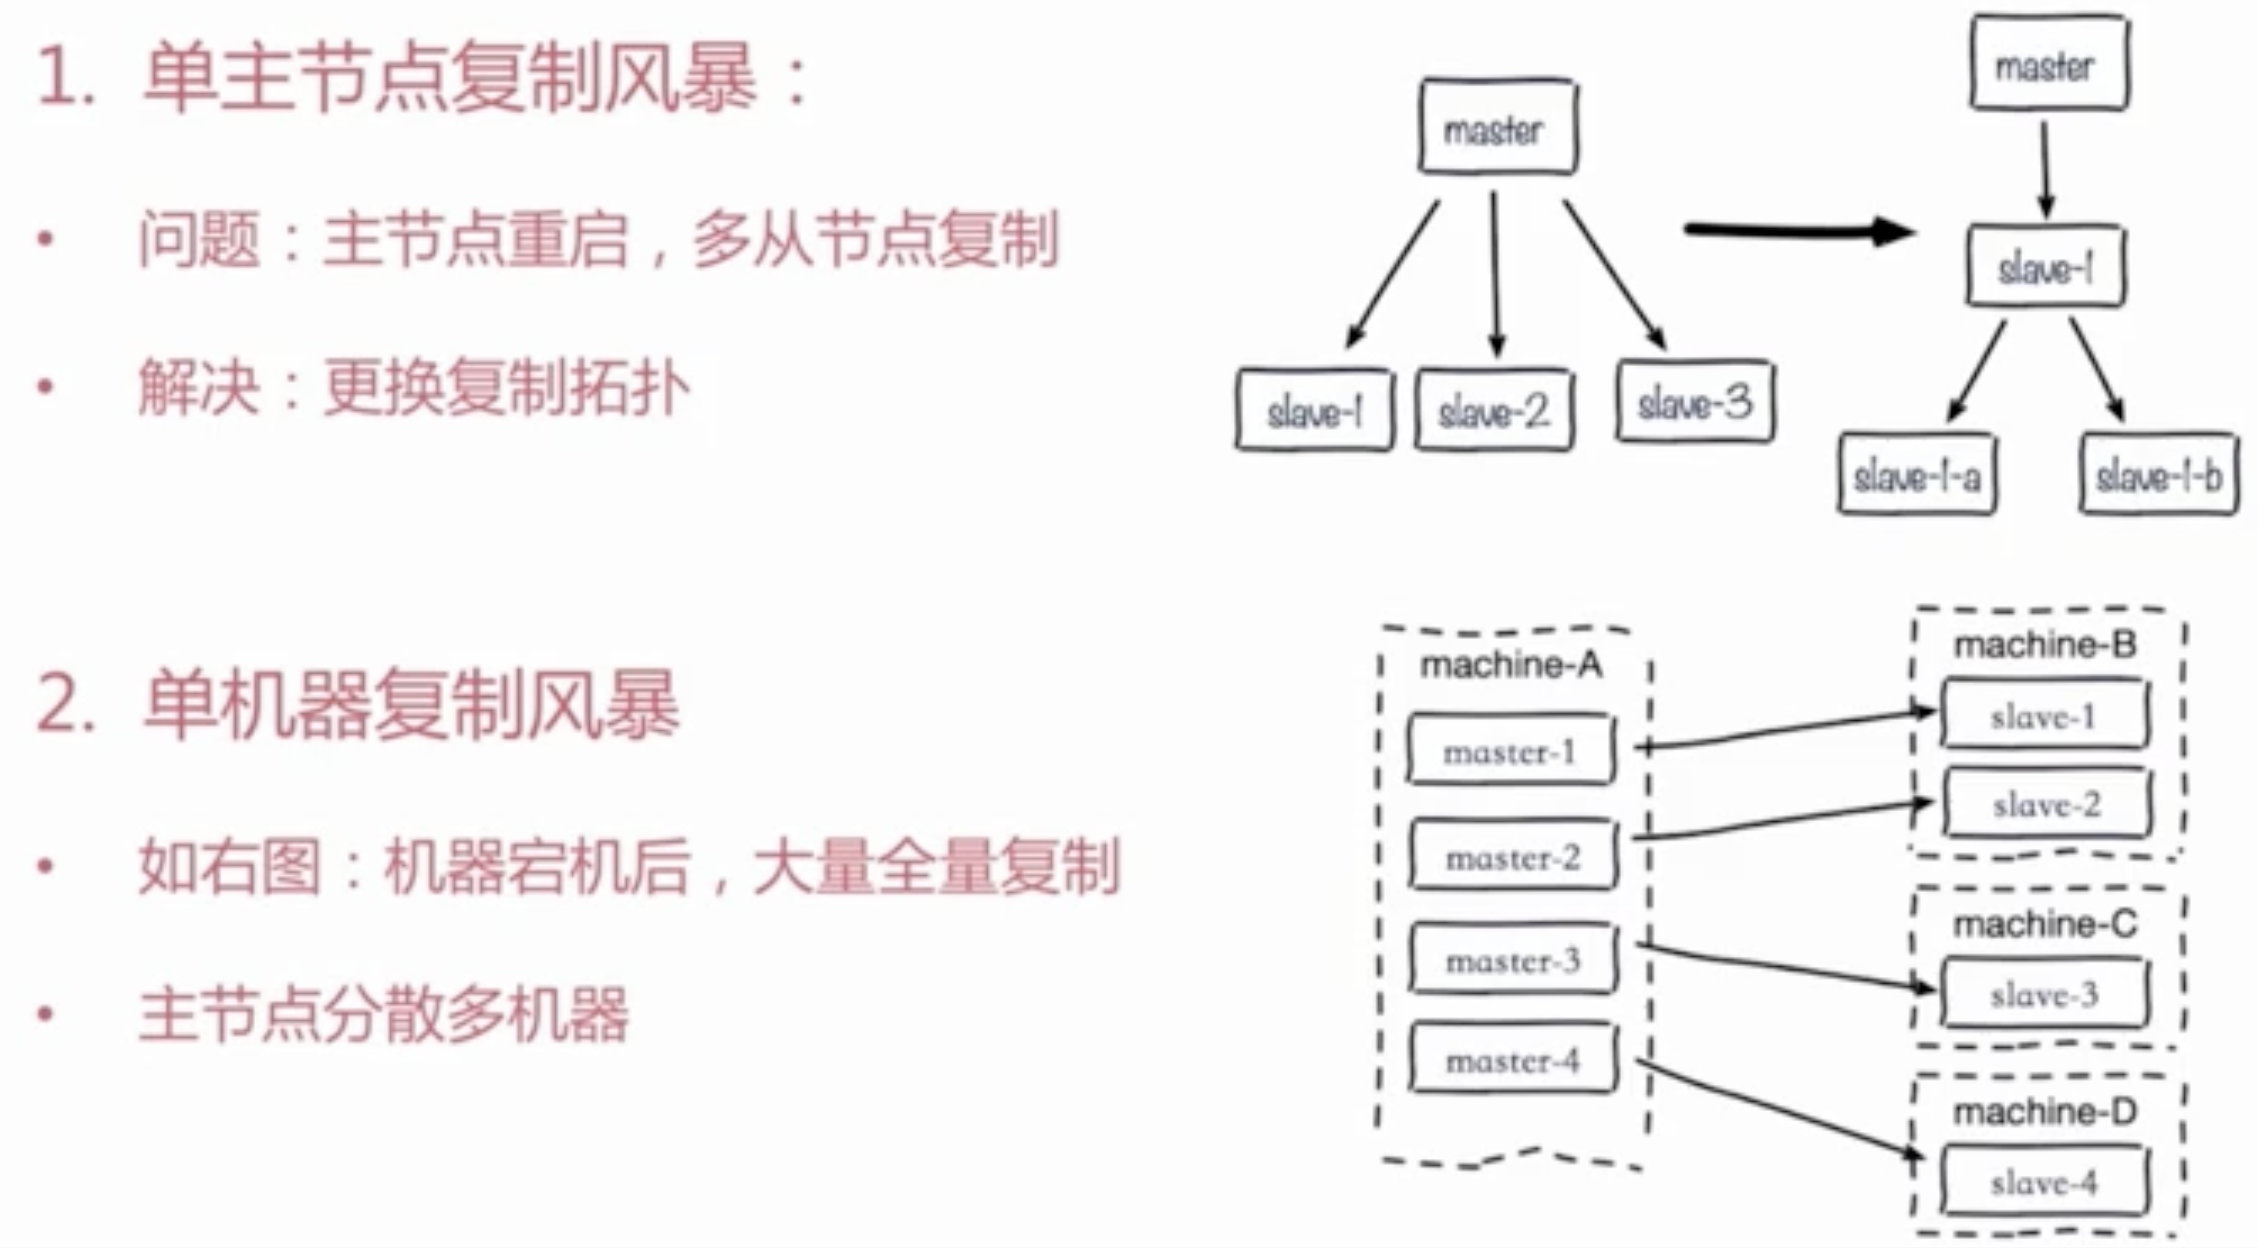 1. 单主节点复制风暴：
• 问题：主节点重启，多从节点复制
• 解决：更换复制拓扑
master
slave-1
slave-2
slave-3
master
slave-1
slave-1-a
slave-1-b
2. 单机器复制风暴
• 如右图：机器宕机后，大量全量复制
• 主节点分散多机器
machine-A
master-1
master-2
master-3
master-4
machine-B
slave-1
slave-2
machine-C
slave-3
machine-D
slave-4